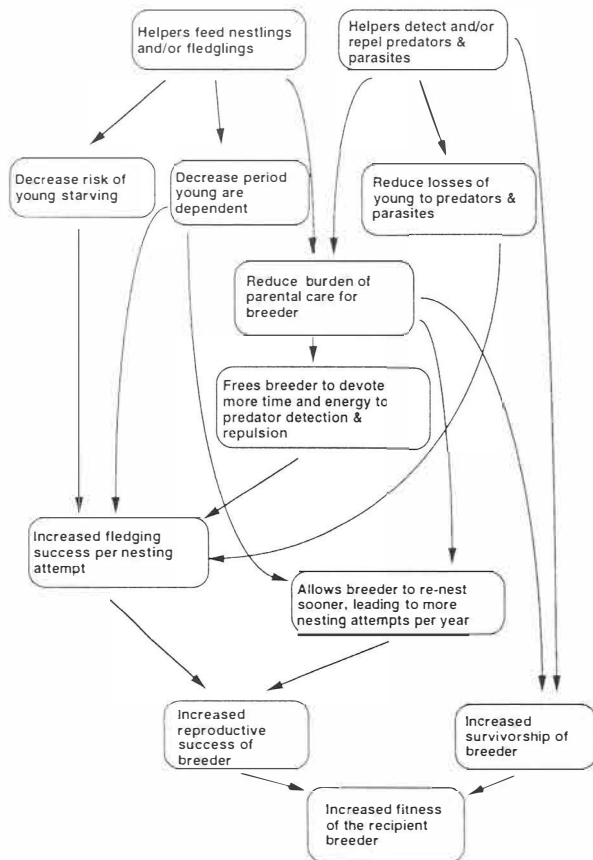 Helpers feed nestlings
and/or fledglings
Helpers detect and/or
repel predators &
parasites
Decrease risk of
young starving
Decrease period
young are
dependent
Reduce losses of
young to predators &
parasites
Reduce burden of
parental care for
breeder
Frees breeder to devote
more time and energy to
predator detection &
repulsion
Increased fledging
success per nesting
attempt
Allows breeder to re-nest
sooner, leading to more
nesting attempts per year
Increased
reproductive
success of
breeder
Increased
survivorship of
breeder
Increased fitness
of the recipient
breeder